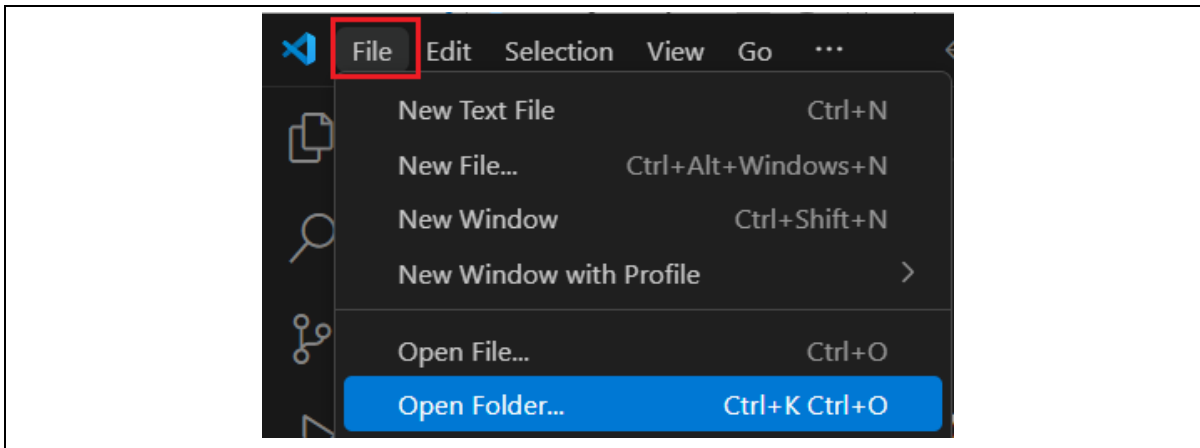 File Edit Selection View Go ...
New Text File Ctrl+N
New File... Ctrl+Alt+Windows+N
New Window Ctrl+Shift+N
New Window with Profile
Open File... Ctrl+O
Open Folder... Ctrl+K Ctrl+O